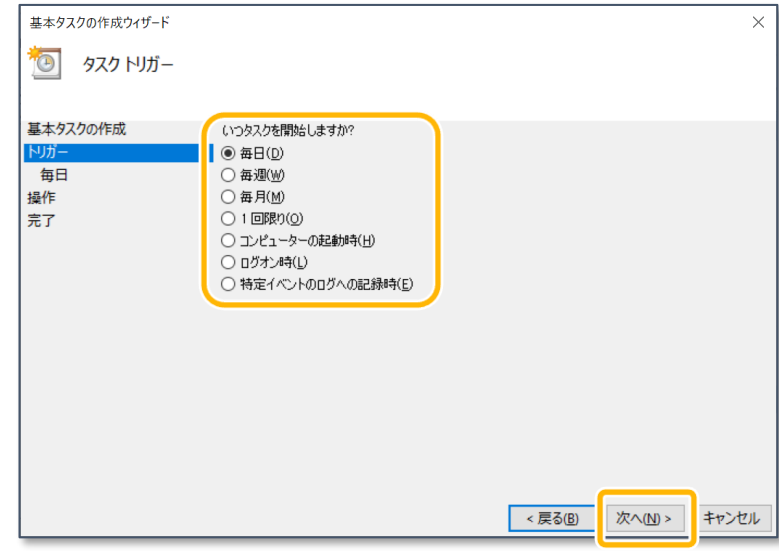 基本タスクの作成ウィザード
タスク トリガー
基本タスクの作成
トリガー
毎日
操作
完了
いつタスクを開始しますか?
毎日(D)
毎週(W)
毎月(M)
1 回限り(O)
コンピューターの起動時(H)
ログオン時(L)
特定イベントのログへの記録時(E)
< 戻る(B)
次へ(N) >
キャンセル